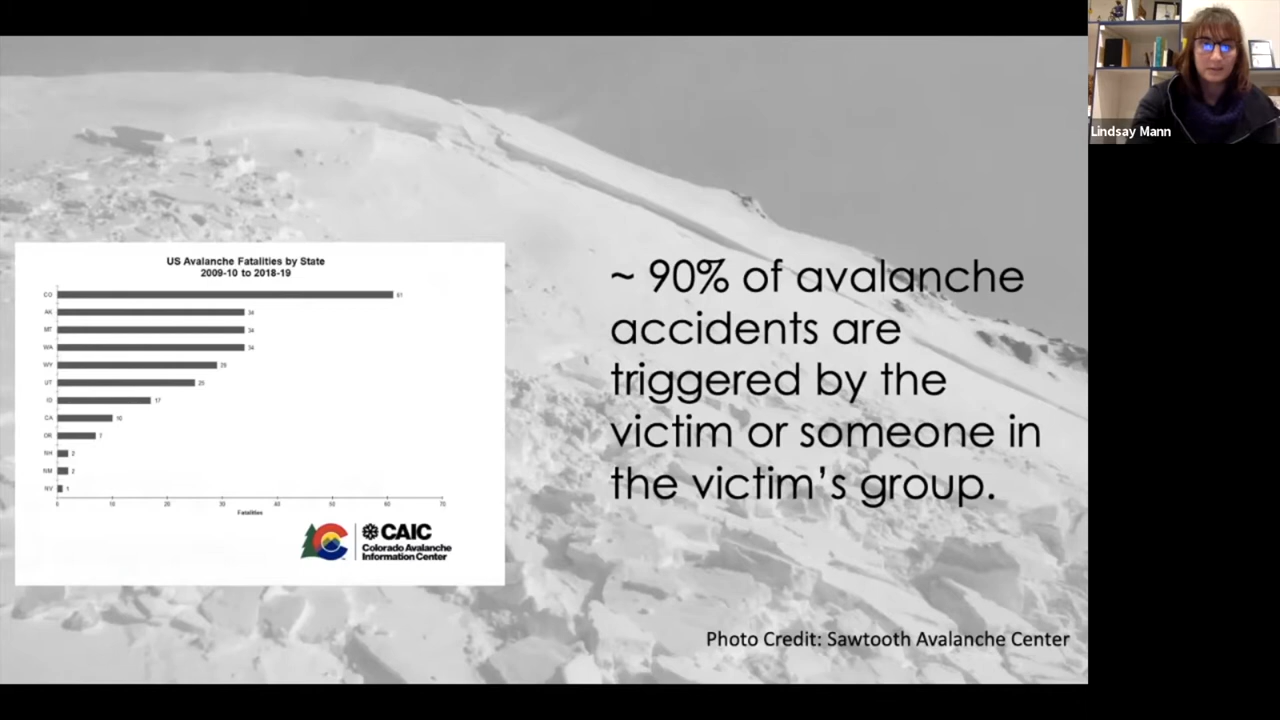 Lindsay Mann
US Avalanche Fatalities by State
2009-10 to 2018-19
CO 61
AK 34
MT 34
WA 34
WY 29
UT 25
ID 17
CA 10
OR 7
NH 2
NM 2
NV 1
0 10 20 30 40 50 60 70
Fatalities
CAIC
Colorado Avalanche
Information Center
~ 90% of avalanche
accidents are
triggered by the
victim or someone in
the victim's group.
Photo Credit: Sawtooth Avalanche Center